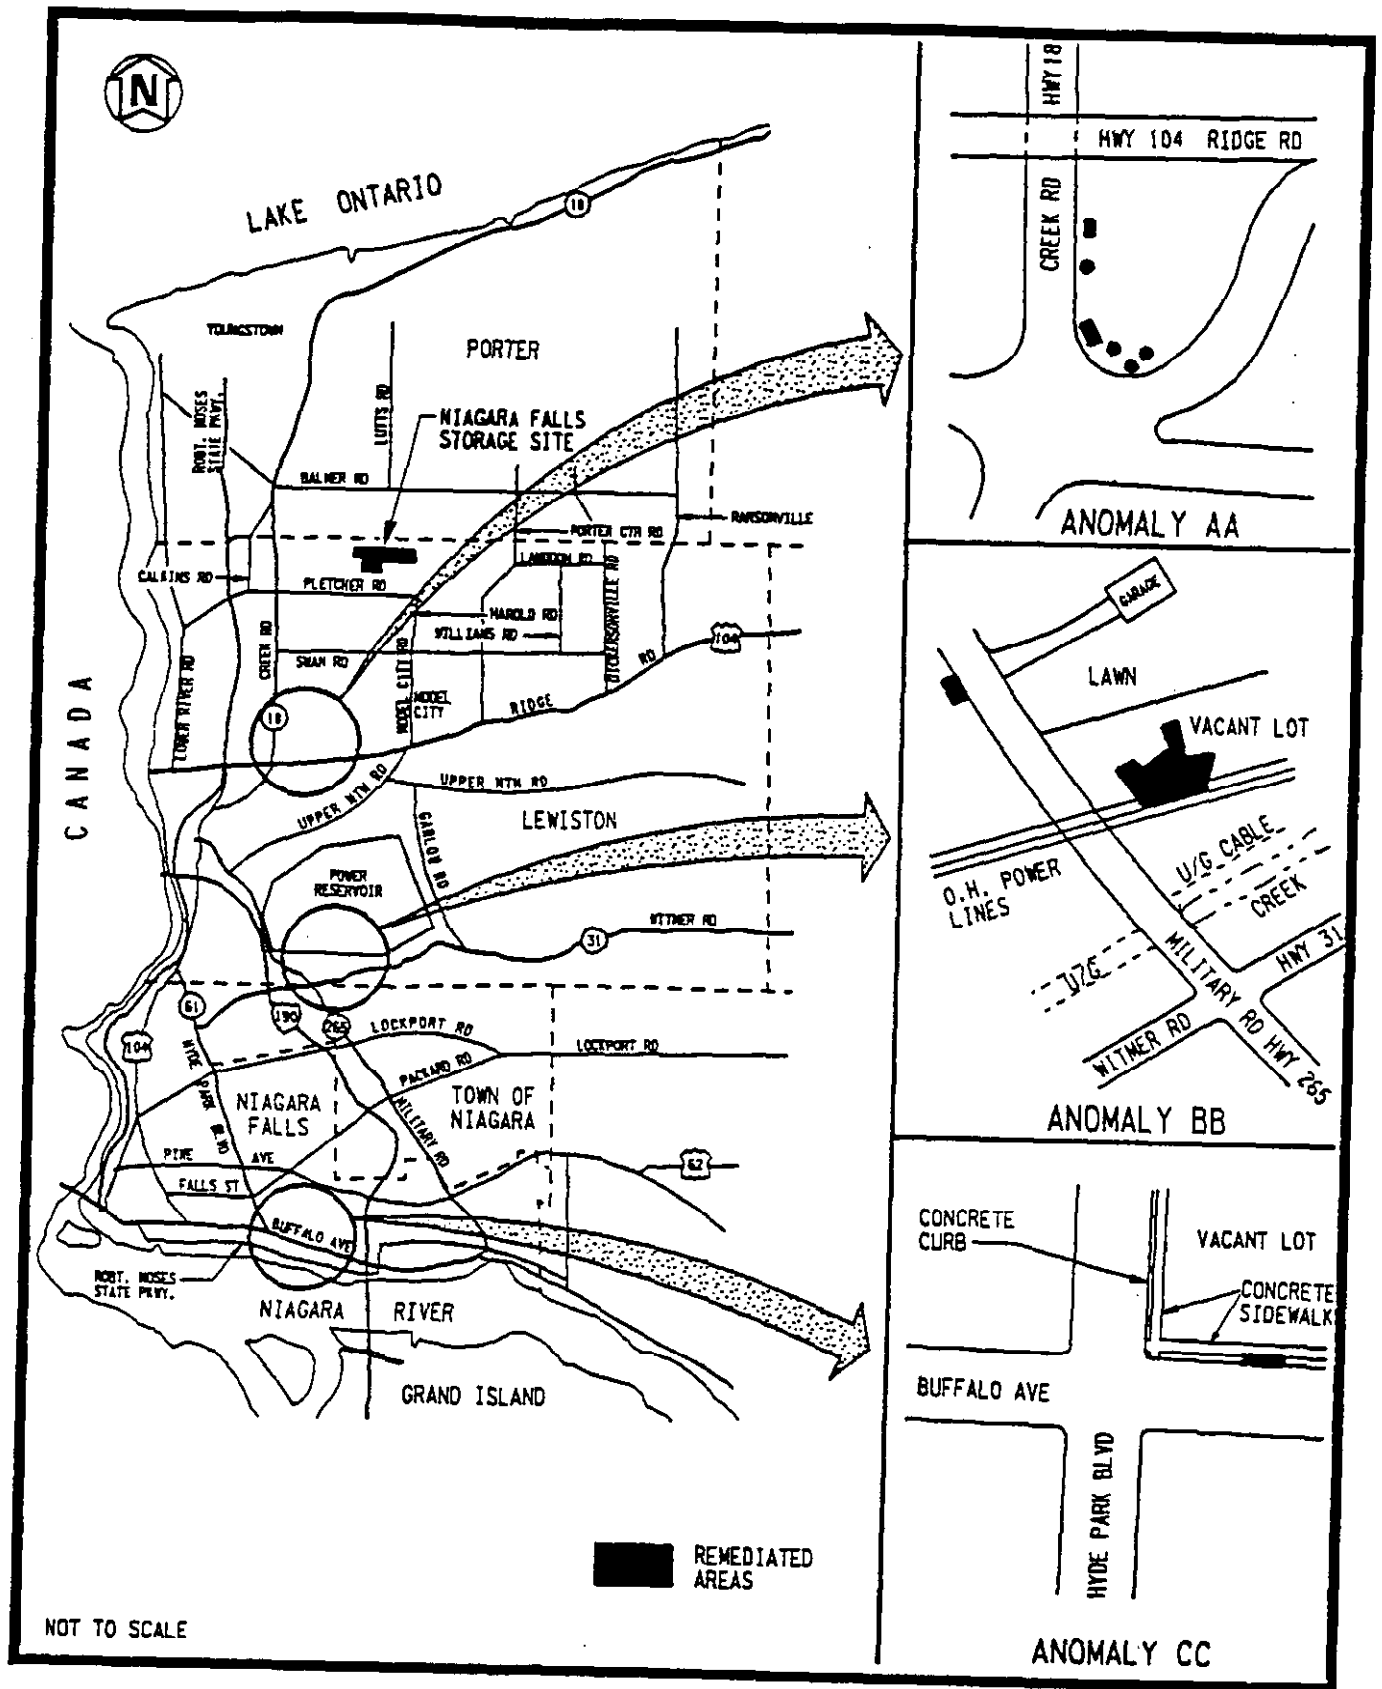 N
LAKE ONTARIO
18
YOUNGSTOWN
PORTER
ROBT. MOSES
STATE PKWY.
LUTTS RD
NIAGARA FALLS
STORAGE SITE
BALMER RD
RANSONVILLE
PORTER CTR RD
CALKINS RD
PLETCHER RD
LANGDON RD
HAROLD RD
WILLIAMS RD
DICKERSONVILLE RD
CREEK RD
SWAN RD
MODEL CITY RD
MODEL
CITY
LOWER RIVER RD
18
RIDGE RD
104
CANADA
UPPER MTN RD
UPPER MTN RD
LEWISTON
GARLOW RD
POWER
RESERVOIR
WITMER RD
31
61
190
265
104
LOCKPORT RD
LOCKPORT RD
PACKARD RD
HYDE PARK BLVD
NIAGARA
FALLS
TOWN OF
NIAGARA
MILITARY RD
PINE AVE
62
FALLS ST
BUFFALO AVE
ROBT. MOSES
STATE PKWY.
NIAGARA RIVER
GRAND ISLAND
REMEDIATED
AREAS
NOT TO SCALE
HWY 18
HWY 104 RIDGE RD
CREEK RD
ANOMALY AA
GARAGE
LAWN
VACANT LOT
O.H. POWER
LINES
U/G CABLE
CREEK
U/G
MILITARY RD HWY 265
HWY 31
WITMER RD
ANOMALY BB
CONCRETE
CURB
VACANT LOT
CONCRETE
SIDEWALK
BUFFALO AVE
HYDE PARK BLVD
ANOMALY CC